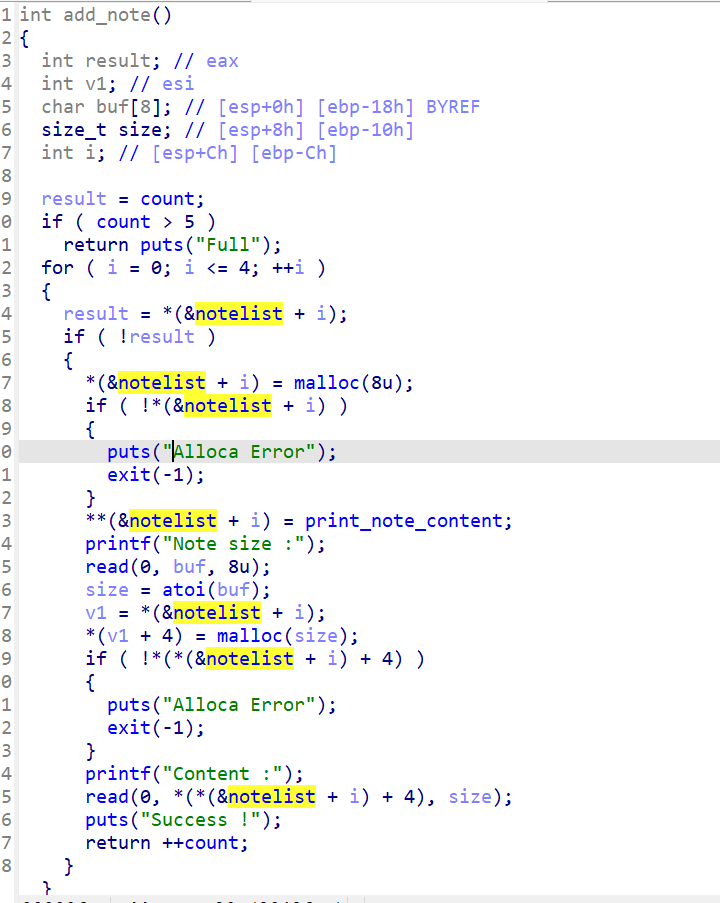 1 int add_note()
2 {
3   int result; // eax
4   int v1; // esi
5   char buf[8]; // [esp+0h] [ebp-18h] BYREF
6   size_t size; // [esp+8h] [ebp-10h]
7   int i; // [esp+Ch] [ebp-Ch]
8
9   result = count;
0   if ( count > 5 )
1     return puts("Full");
2   for ( i = 0; i <= 4; ++i )
3   {
4     result = *(&notelist + i);
5     if ( !result )
6     {
7       *(&notelist + i) = malloc(8u);
8       if ( !*(&notelist + i) )
9       {
0         puts("Alloca Error");
1         exit(-1);
2       }
3       **(&notelist + i) = print_note_content;
4       printf("Note size :");
5       read(0, buf, 8u);
6       size = atoi(buf);
7       v1 = *(&notelist + i);
8       *(v1 + 4) = malloc(size);
9       if ( !*(*(&notelist + i) + 4) )
0       {
1         puts("Alloca Error");
2         exit(-1);
3       }
4       printf("Content :");
5       read(0, *(*(&notelist + i) + 4), size);
6       puts("Success !");
7       return ++count;
8     }
    }